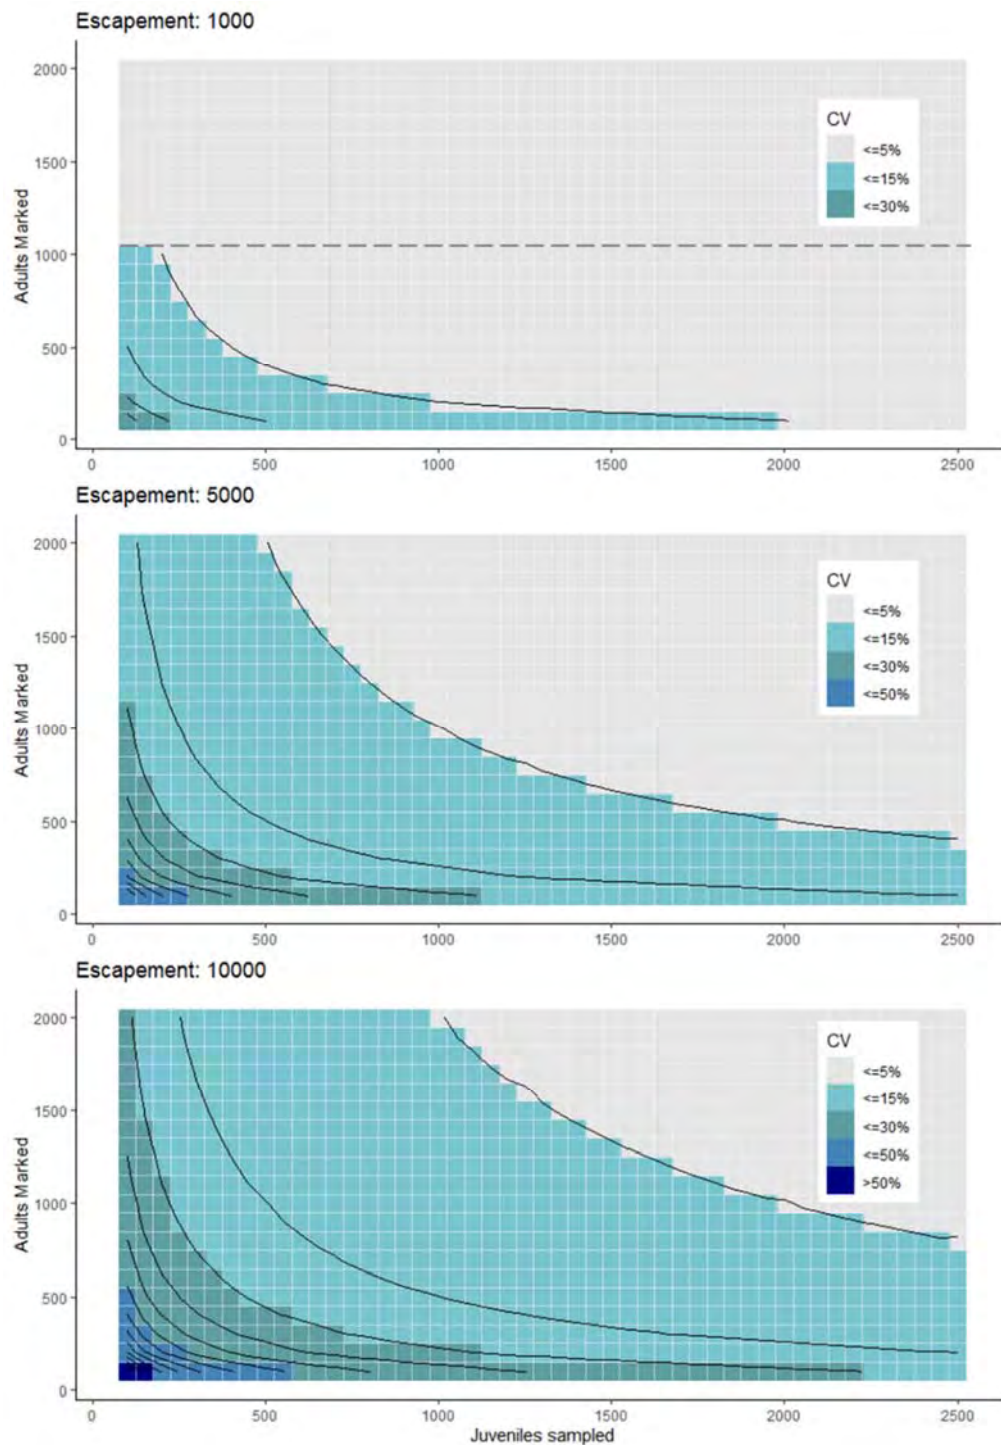 Escapement: 1000
2000
1500
1000
500
0
Adults Marked
CV
<=5%
<=15%
<=30%
0 500 1000 1500 2000 2500
Escapement: 5000
2000
1500
1000
500
0
Adults Marked
CV
<=5%
<=15%
<=30%
<=50%
0 500 1000 1500 2000 2500
Escapement: 10000
2000
1500
1000
500
0
Adults Marked
CV
<=5%
<=15%
<=30%
<=50%
>50%
0 500 1000 1500 2000 2500
Juveniles sampled